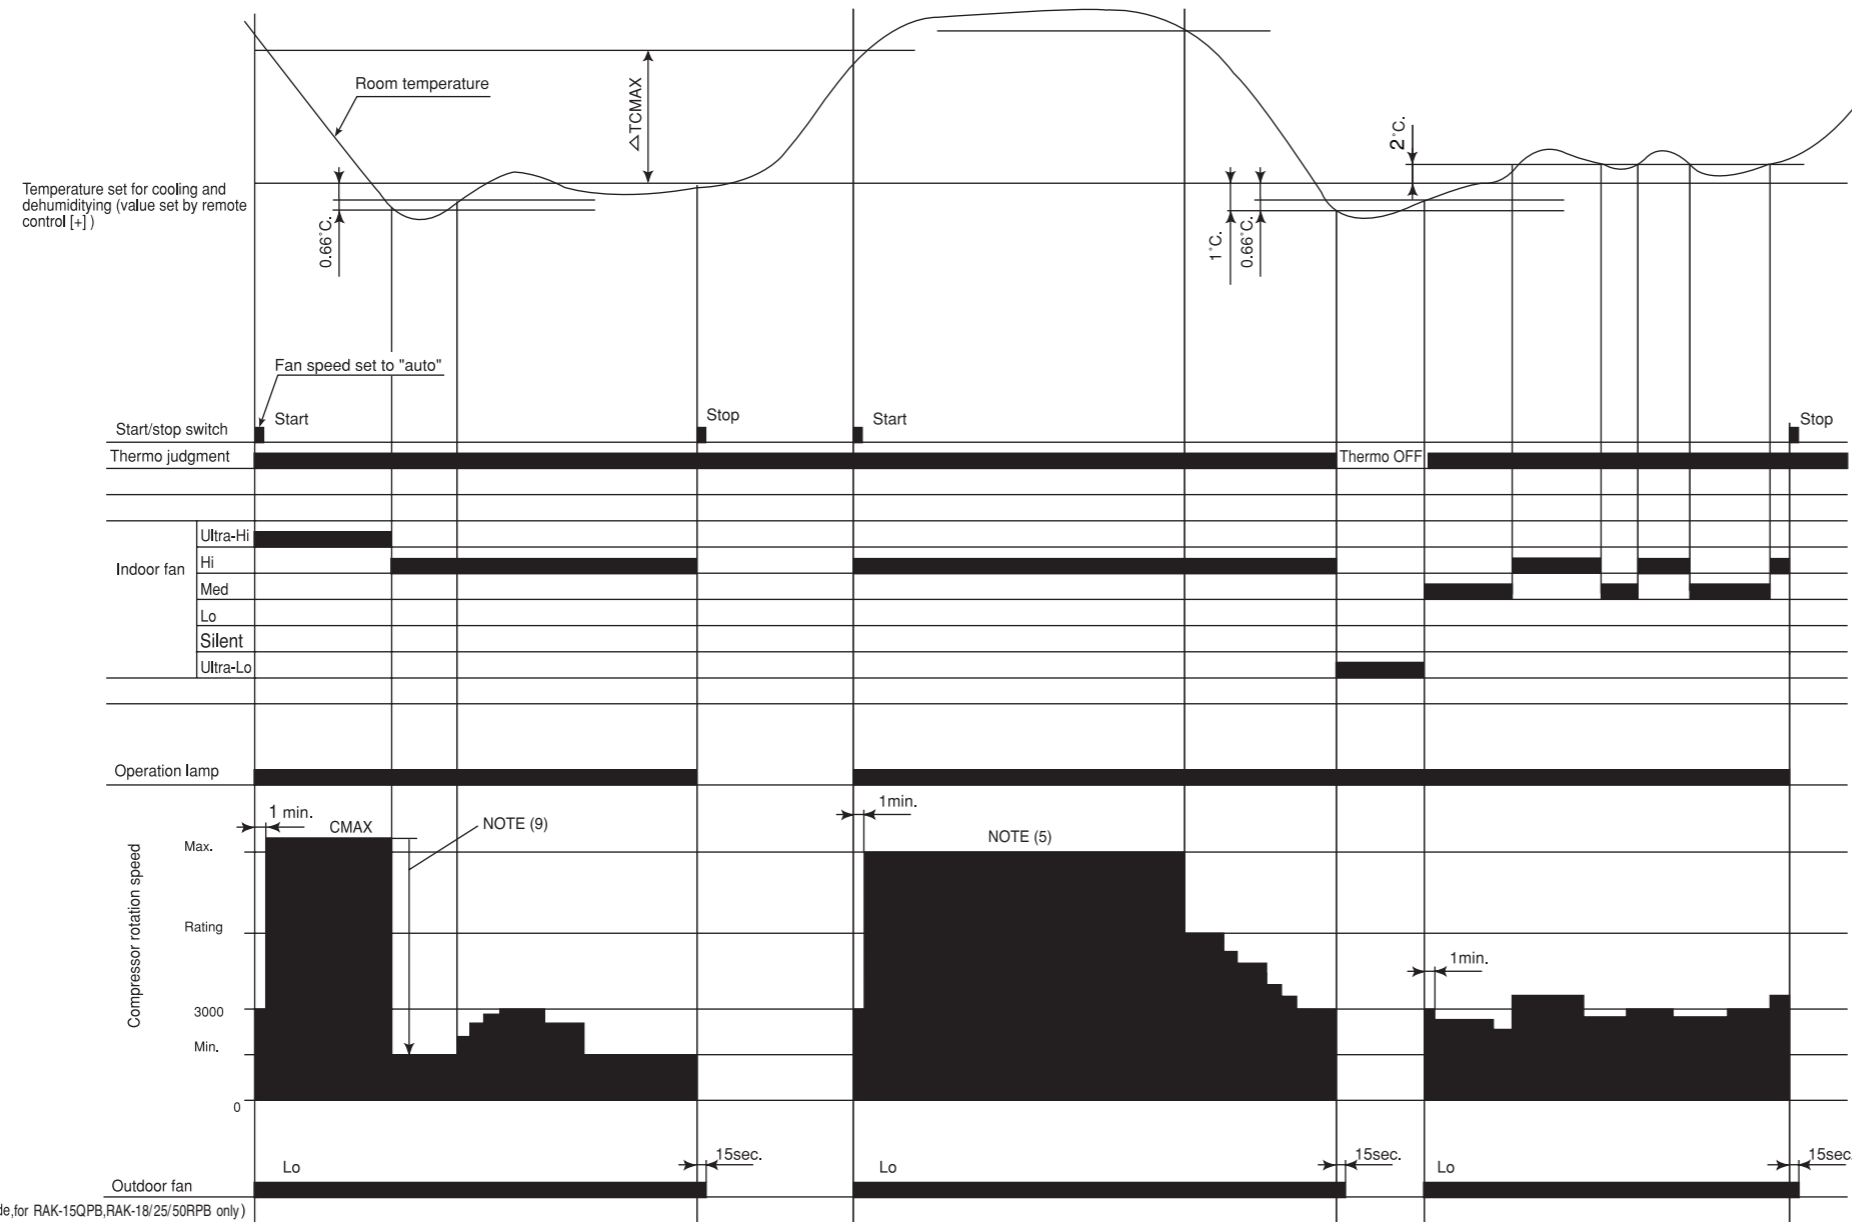 Room temperature
△TCMAX
2°C.
Temperature set for cooling and
dehumiditying (value set by remote
control [+] )
0.66°C.
1°C.
0.66°C.
Fan speed set to "auto"
Start/stop switch
Start
Stop
Start
Stop
Thermo judgment
Thermo OFF
Indoor fan
Ultra-Hi
Hi
Med
Lo
Silent
Ultra-Lo
Operation lamp
Compressor rotation speed
1 min.
CMAX
NOTE (9)
1min.
NOTE (5)
1min.
Max.
Rating
3000
Min.
0
Outdoor fan
Lo
15sec.
Lo
15sec.
Lo
15sec.
for RAK-15QPB,RAK-18/25/50RPB only )